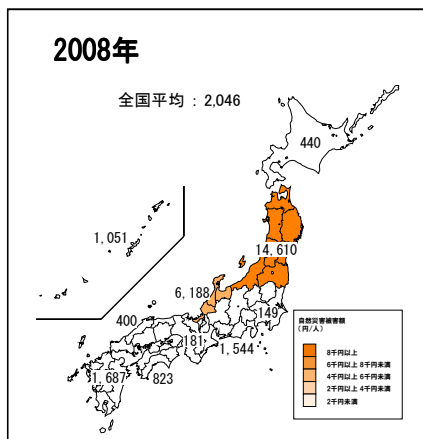 2008年
全国平均 : 2,046
440
1,051
14,610
6,188
400
149
181
1,544
1,687
823
自然災害被害額
(円/人)
8千円以上
6千円以上 8千円未満
4千円以上 6千円未満
2千円以上 4千円未満
2千円未満